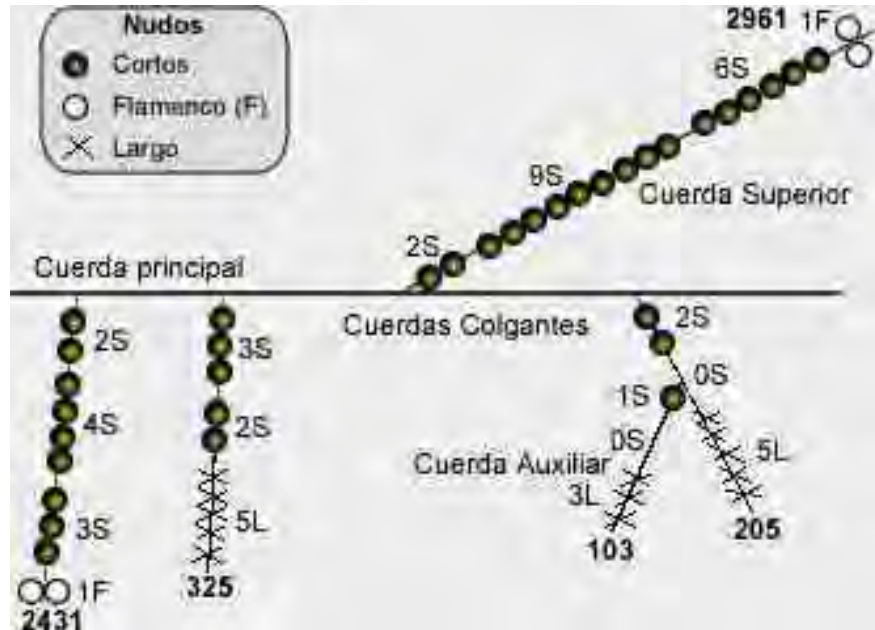 Nudos
Cortos
Flamenco (F)
Largo
2961 1F
6S
9S
Cuerda Superior
2S
Cuerda principal
Cuerdas Colgantes
2S
4S
3S
1F
2431
3S
2S
5L
325
2S
0S
5L
205
1S
0S
Cuerda Auxiliar
3L
103